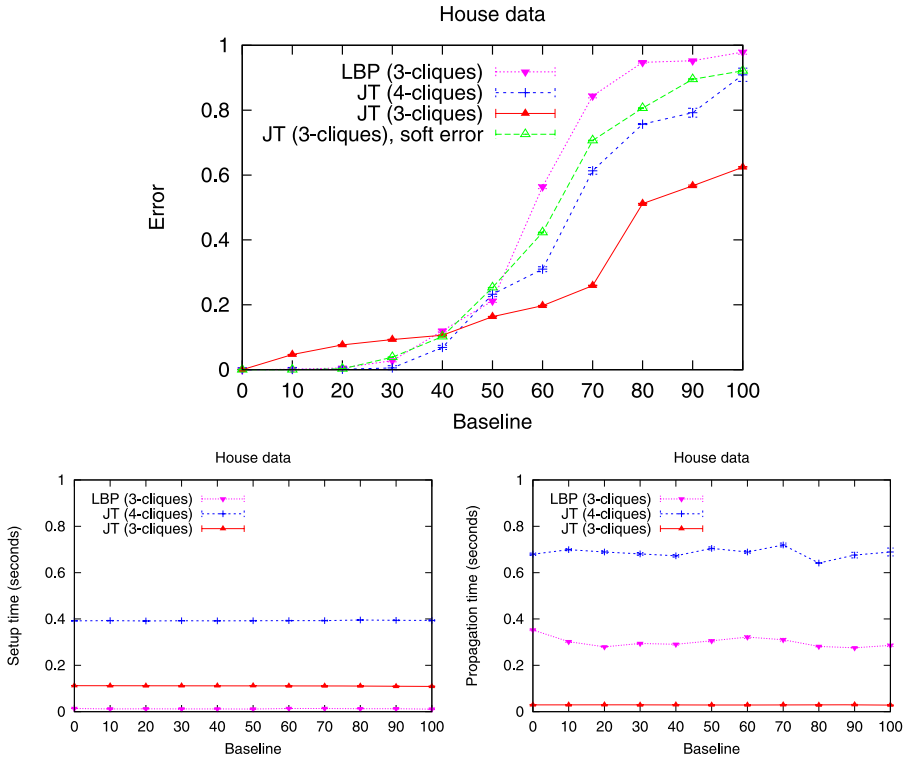 House data
1
0.8
0.6
0.4
0.2
0
Error
LBP (3-cliques)
JT (4-cliques)
JT (3-cliques)
JT (3-cliques), soft error
0 10 20 30 40 50 60 70 80 90 100
Baseline
House data
1
0.8
0.6
0.4
0.2
0
Setup time (seconds)
LBP (3-cliques)
JT (4-cliques)
JT (3-cliques)
0 10 20 30 40 50 60 70 80 90 100
Baseline
House data
1
0.8
0.6
0.4
0.2
0
Propagation time (seconds)
LBP (3-cliques)
JT (4-cliques)
JT (3-cliques)
0 10 20 30 40 50 60 70 80 90 100
Baseline